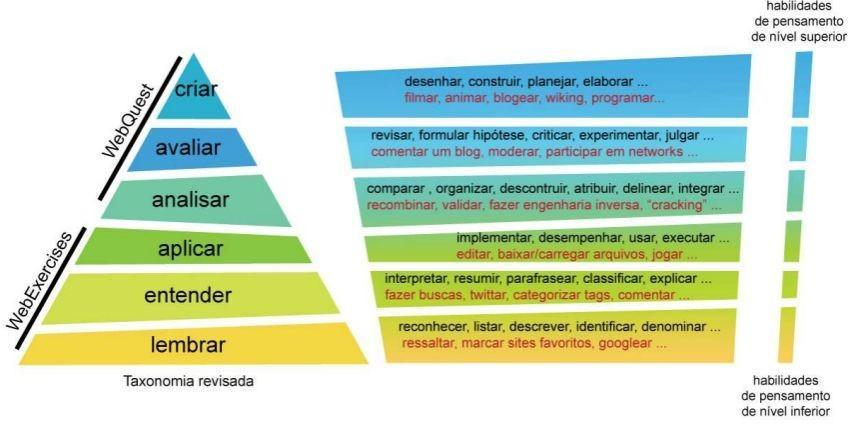 habilidades
de pensamento
de nível superior
WebQuest
criar
desenhar, construir, planejar, elaborar ...
filmar, animar, blogear, wiking, programar...
avaliar
revisar, formular hipótese, criticar, experimentar, julgar ...
comentar um blog, moderar, participar em networks ...
analisar
comparar , organizar, descontruir, atribuir, delinear, integrar ...
recombinar, validar, fazer engenharia inversa, “cracking” ...
WebExercises
aplicar
implementar, desempenhar, usar, executar ...
editar, baixar/carregar arquivos, jogar ...
entender
interpretar, resumir, parafrasear, classificar, explicar ...
fazer buscas, twittar, categorizar tags, comentar ...
lembrar
reconhecer, listar, descrever, identificar, denominar ...
ressaltar, marcar sites favoritos, googlear ...
Taxonomia revisada
habilidades
de pensamento
de nível inferior